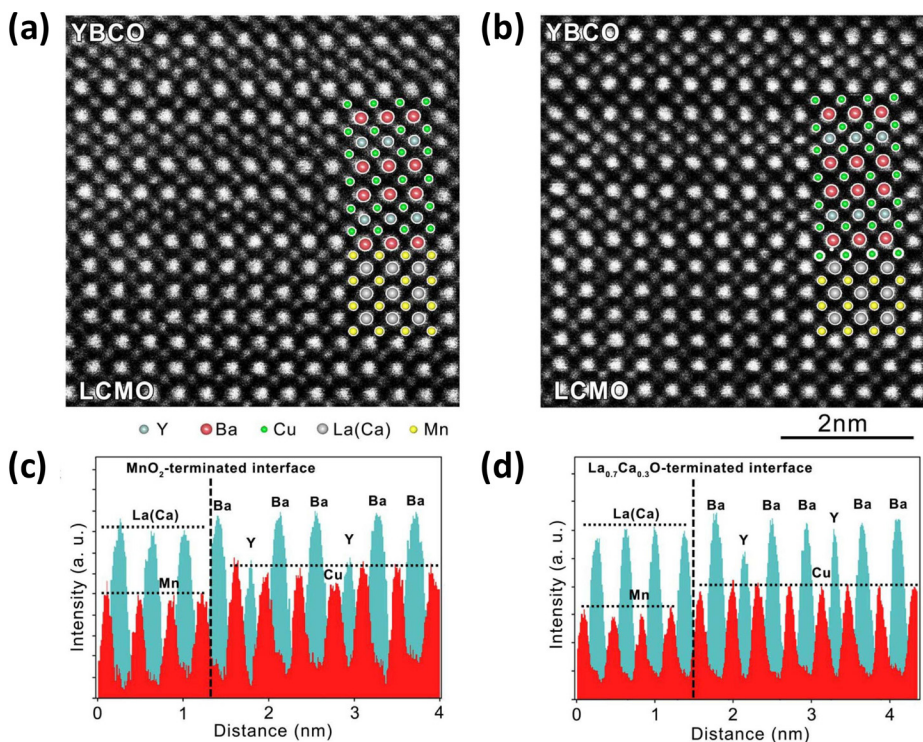 (a)
YBCO
LCMO
(b)
YBCO
LCMO
Y Ba Cu La(Ca) Mn
2nm
(c)
MnO₂-terminated interface
La(Ca)
Ba Ba Ba Ba Ba
Y Y
Mn
Cu
Intensity (a. u.)
0 1 2 3 4
Distance (nm)
(d)
La₀.₇Ca₀.₃O-terminated interface
La(Ca)
Ba Ba Ba Ba Ba
Y Y
Mn
Cu
Intensity (a. u.)
0 1 2 3 4
Distance (nm)